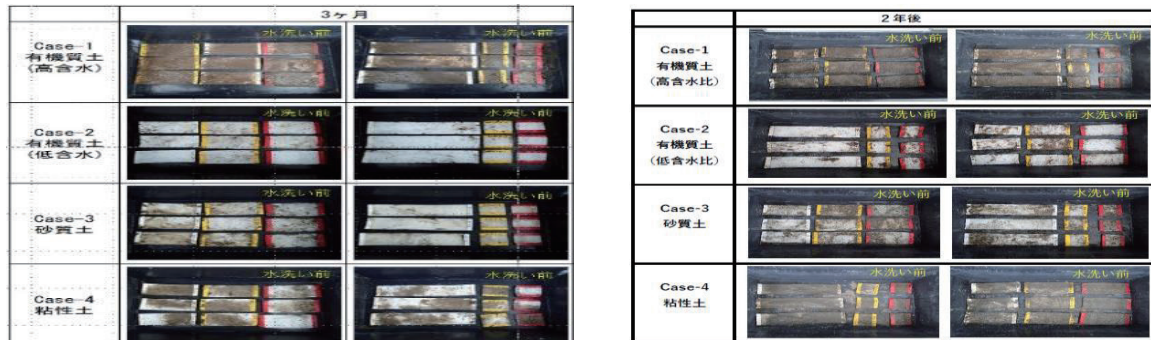 3ヶ月
Case-1
有機質土
(高含水)
水洗い前
水洗い前
Case-2
有機質土
(低含水)
水洗い前
水洗い前
Case-3
砂質土
水洗い前
水洗い前
Case-4
粘性土
水洗い前
水洗い前
2年後
Case-1
有機質土
(高含水比)
水洗い前
水洗い前
Case-2
有機質土
(低含水比)
水洗い前
水洗い前
Case-3
砂質土
水洗い前
水洗い前
Case-4
粘性土
水洗い前
水洗い前